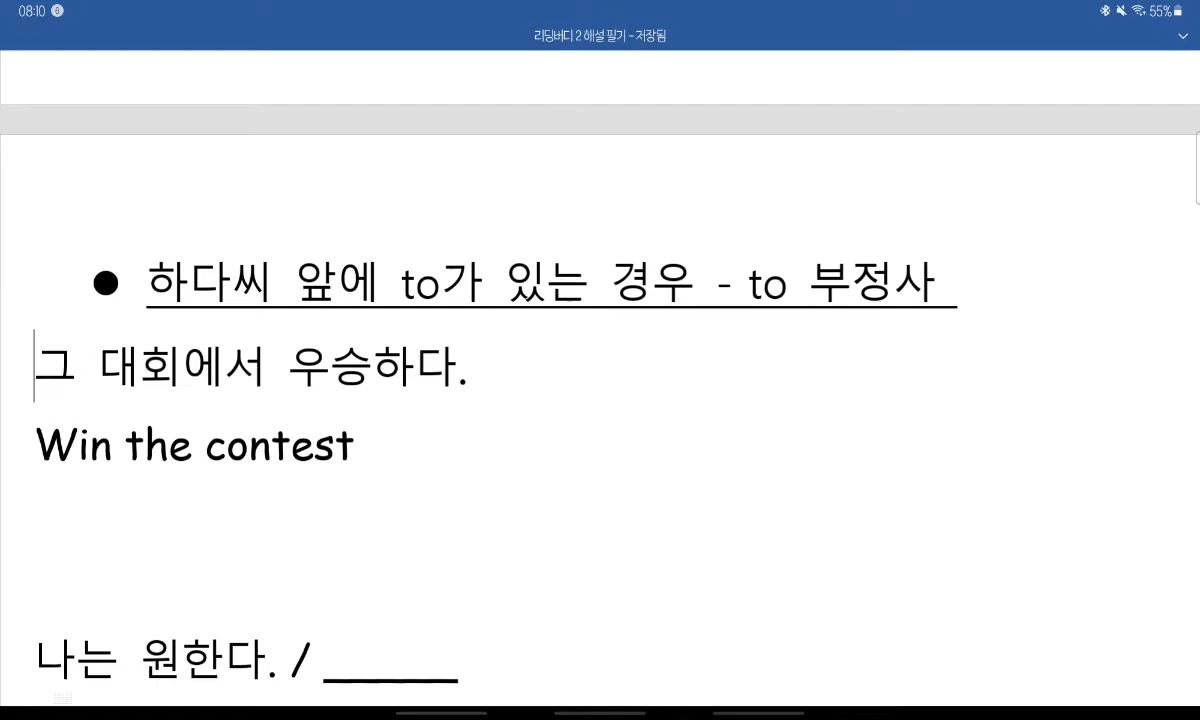 08:10 6 55%
리딩버디 2 해설 필기 - 저장됨
● 하다씨 앞에 to가 있는 경우 - to 부정사
그 대회에서 우승하다.
Win the contest
나는 원한다. / _____